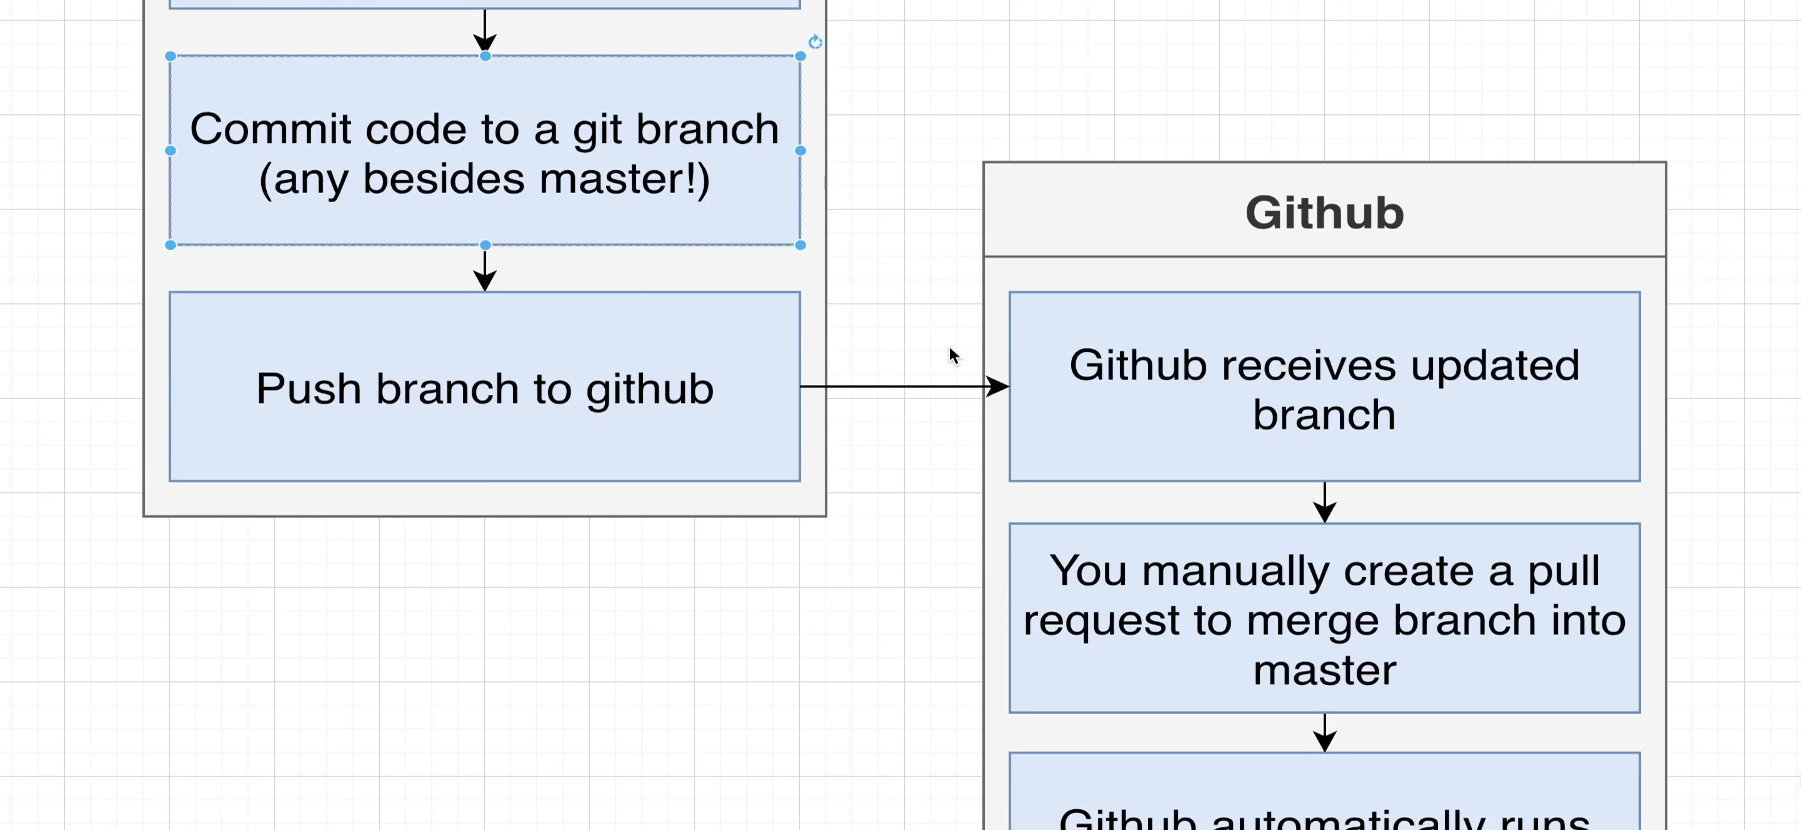 Commit code to a git branch
(any besides master!)
Push branch to github
Github
Github receives updated
branch
You manually create a pull
request to merge branch into
master
Github automatically runs